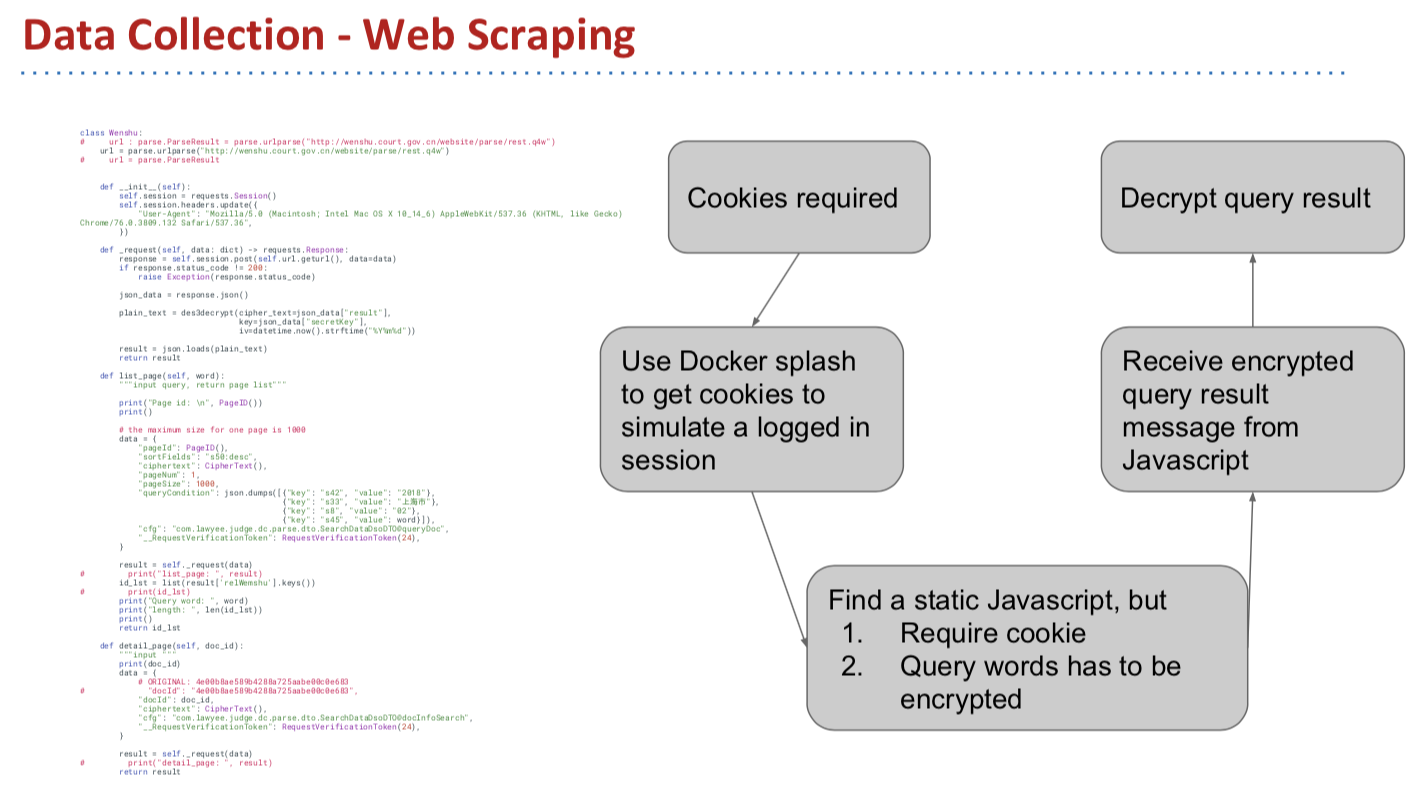 Data Collection - Web Scraping
class Wenshu:
#     url : parse.ParseResult = parse.urlparse("http://wenshu.court.gov.cn/website/parse/rest.q4w")
    url = parse.urlparse("http://wenshu.court.gov.cn/website/parse/rest.q4w")
#     url = parse.ParseResult
    def __init__(self):
        self.session = requests.Session()
        self.session.headers.update({
            "User-Agent": "Mozilla/5.0 (Macintosh; Intel Mac OS X 10_14_6) AppleWebKit/537.36 (KHTML, like Gecko)
Chrome/76.0.3809.132 Safari/537.36",
        })
    def _request(self, data: dict) -> requests.Response:
        response = self.session.post(self.url.geturl(), data=data)
        if response.status_code != 200:
            raise Exception(response.status_code)
        json_data = response.json()
        plain_text = des3decrypt(cipher_text=json_data["result"],
                                 key=json_data["secretKey"],
                                 iv=datetime.now().strftime("%Y%m%d"))
        result = json.loads(plain_text)
        return result
    def list_page(self, word):
        """input query, return page list"""
        print("Page id: \n", PageID())
        print()
        # the maximum size for one page is 1000
        data = {
            "pageId": PageID(),
            "sortFields": "s50:desc",
            "ciphertext": CipherText(),
            "pageNum": 1,
            "pageSize": 1000,
            "queryCondition": json.dumps([{"key": "s42", "value": "2018"},
                                          {"key": "s33", "value": "上海市"},
                                          {"key": "s8", "value": "02"},
                                          {"key": "s45", "value": word}]),
            "cfg": "com.lawyee.judge.dc.parse.dto.SearchDataDsoDTO@queryDoc",
            "__RequestVerificationToken": RequestVerificationToken(24),
        }
        result = self._request(data)
#         print("list_page: ", result)
        id_lst = list(result['relWenshu'].keys())
#         print(id_lst)
        print("Query word: ", word)
        print("length: ", len(id_lst))
        print()
        return id_lst
    def detail_page(self, doc_id):
        """input """
        print(doc_id)
        data = {
            # ORIGINAL: 4e00b8ae589b4288a725aabe00c0e683
#             "docId": "4e00b8ae589b4288a725aabe00c0e683",
            "docId": doc_id,
            "ciphertext": CipherText(),
            "cfg": "com.lawyee.judge.dc.parse.dto.SearchDataDsoDTO@docInfoSearch",
            "__RequestVerificationToken": RequestVerificationToken(24),
        }
        result = self._request(data)
#         print("detail_page: ", result)
        return result
Cookies required
Use Docker splash
to get cookies to
simulate a logged in
session
Find a static Javascript, but
1. Require cookie
2. Query words has to be
encrypted
Receive encrypted
query result
message from
Javascript
Decrypt query result